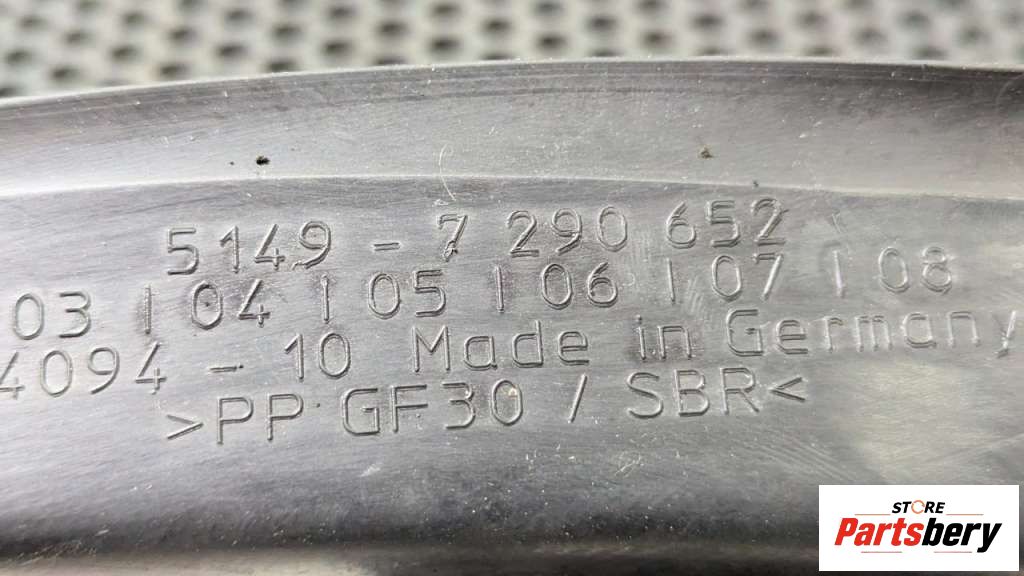 5149 - 7 290 652
03 | 04 | 05 | 06 | 07 | 08
4094 - 10 Made in Germany
>PP GF30 / SBR<
STORE
Partsbery